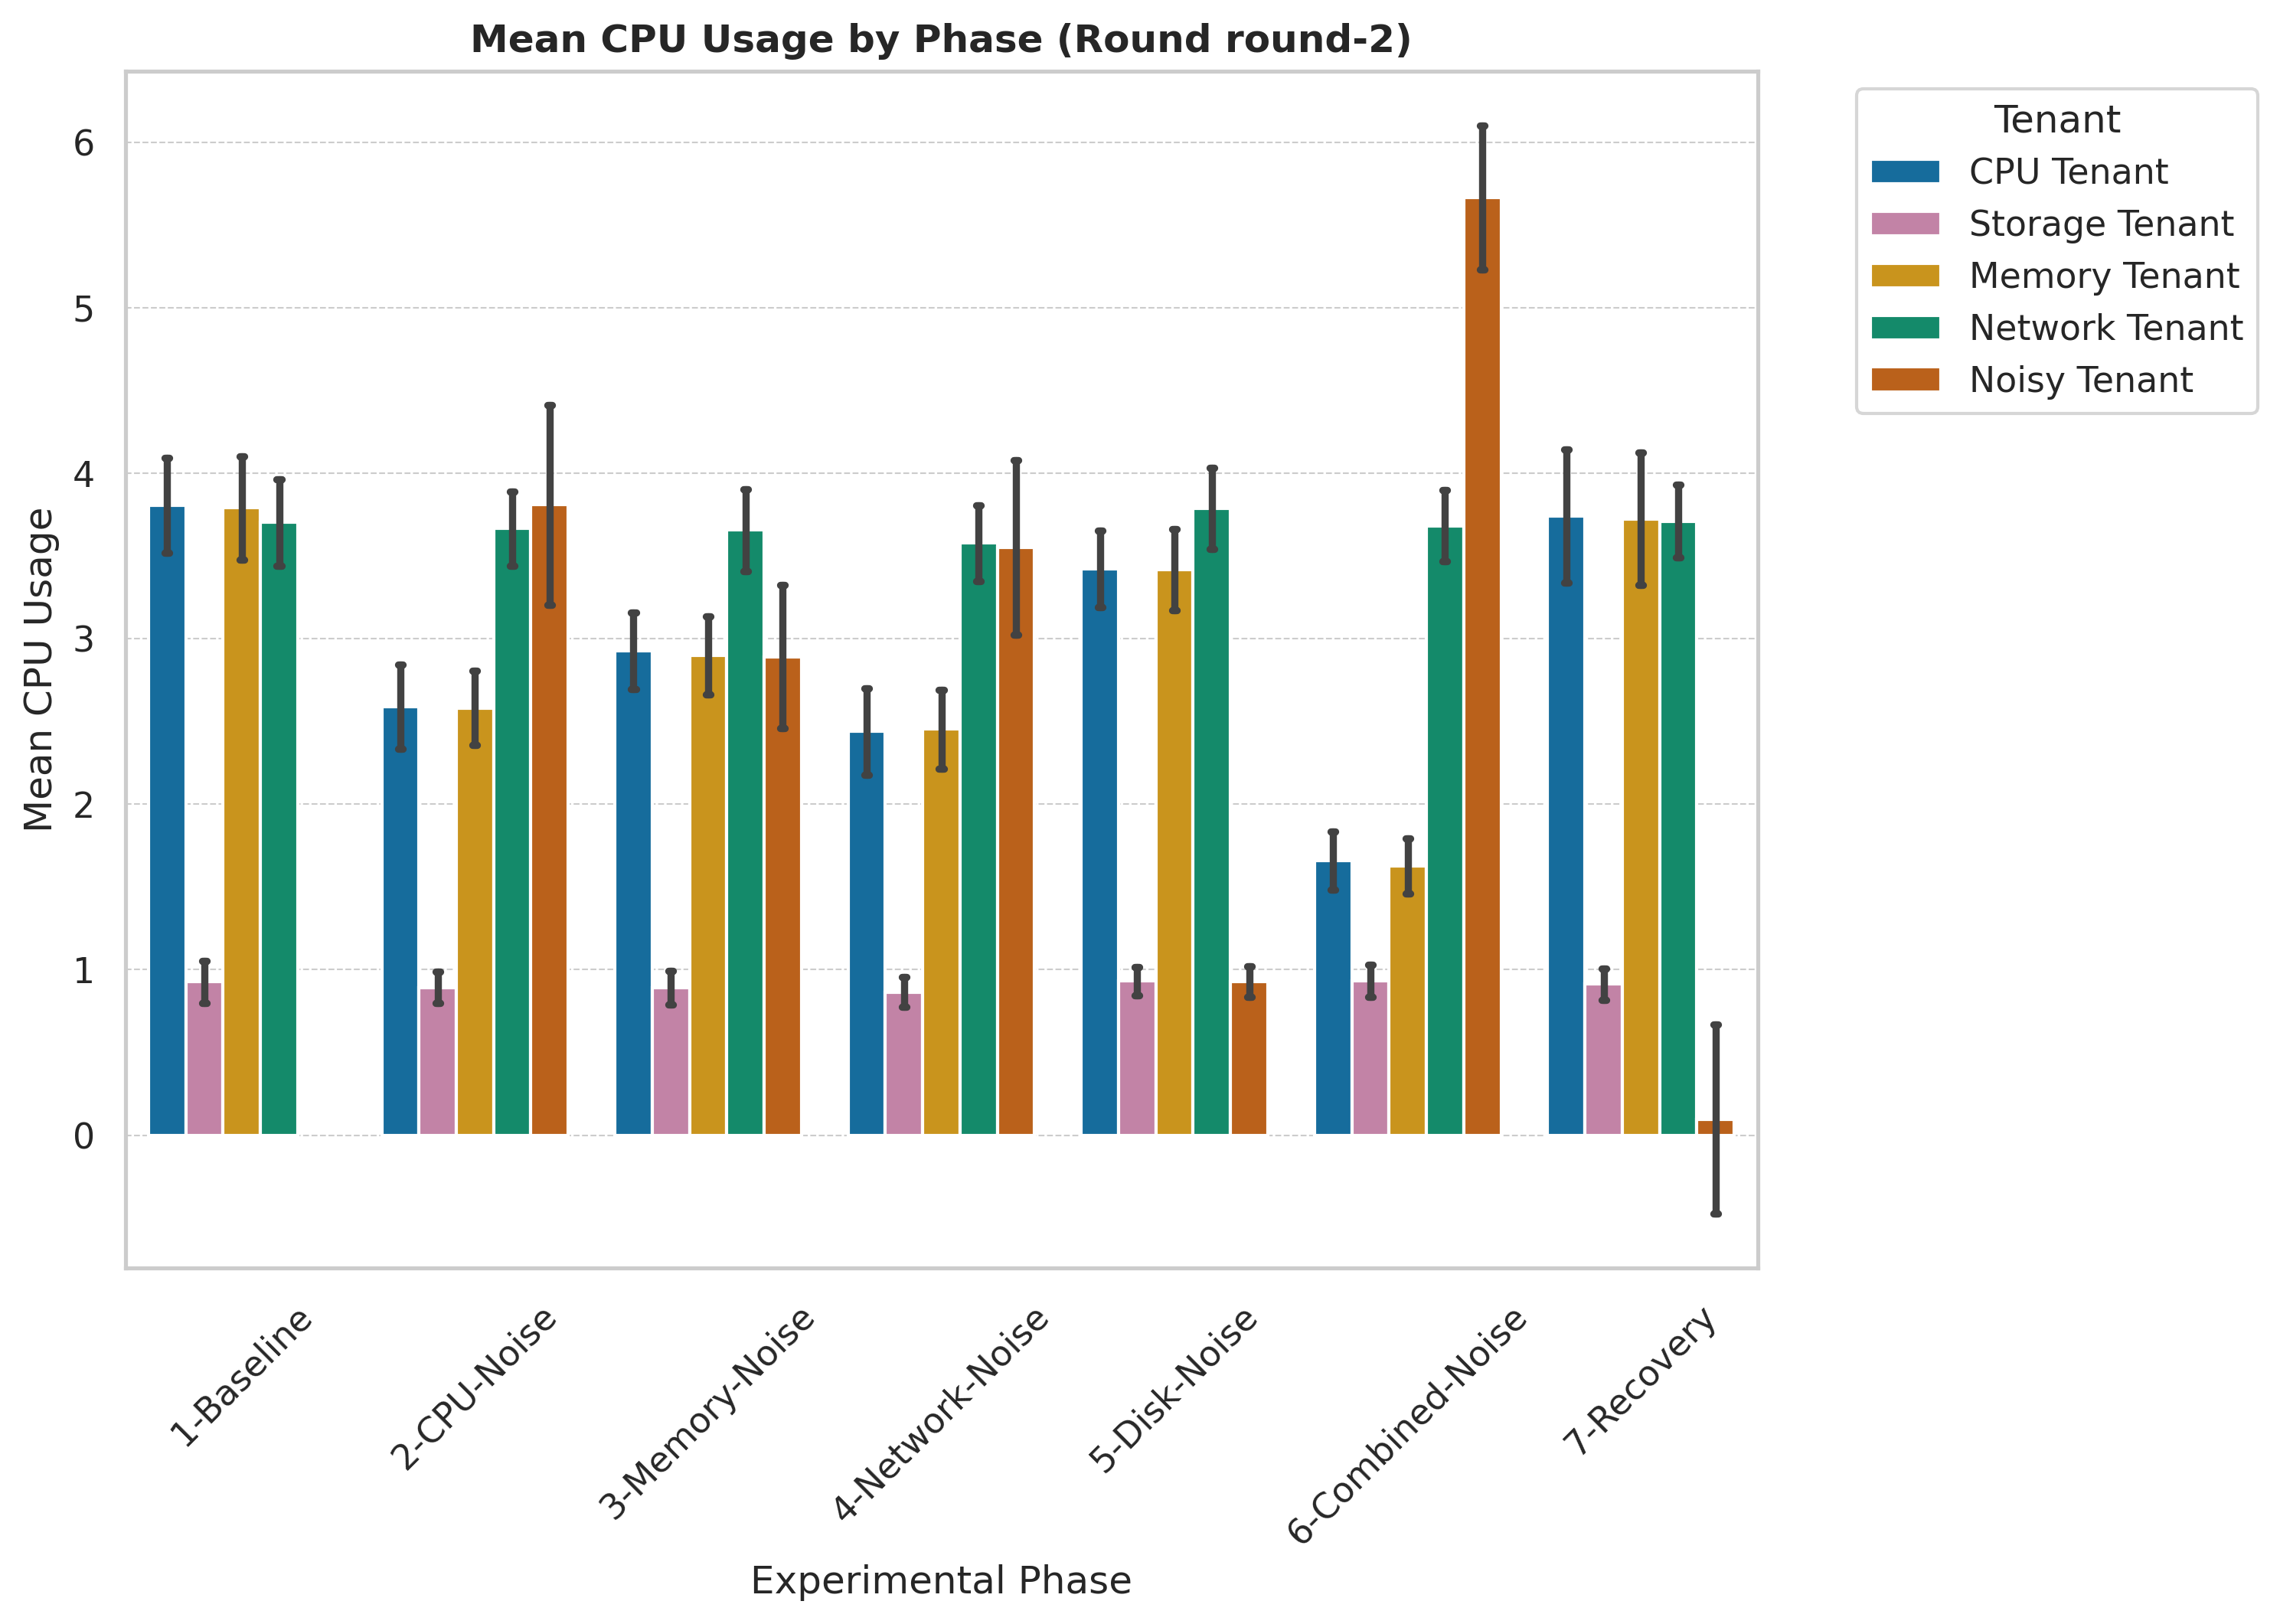 Mean CPU Usage by Phase (Round round-2)
Mean CPU Usage
6
5
4
3
2
1
0
1-Baseline
2-CPU-Noise
3-Memory-Noise
4-Network-Noise
5-Disk-Noise
6-Combined-Noise
7-Recovery
Experimental Phase
Tenant
CPU Tenant
Storage Tenant
Memory Tenant
Network Tenant
Noisy Tenant